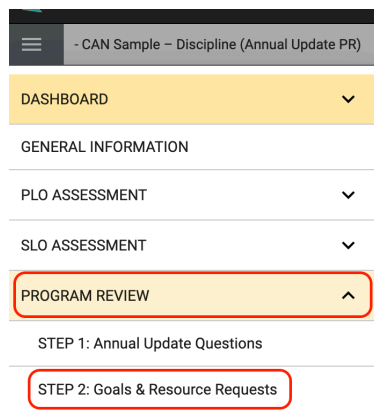 - CAN Sample – Discipline (Annual Update PR)
DASHBOARD
GENERAL INFORMATION
PLO ASSESSMENT
SLO ASSESSMENT
PROGRAM REVIEW
STEP 1: Annual Update Questions
STEP 2: Goals & Resource Requests